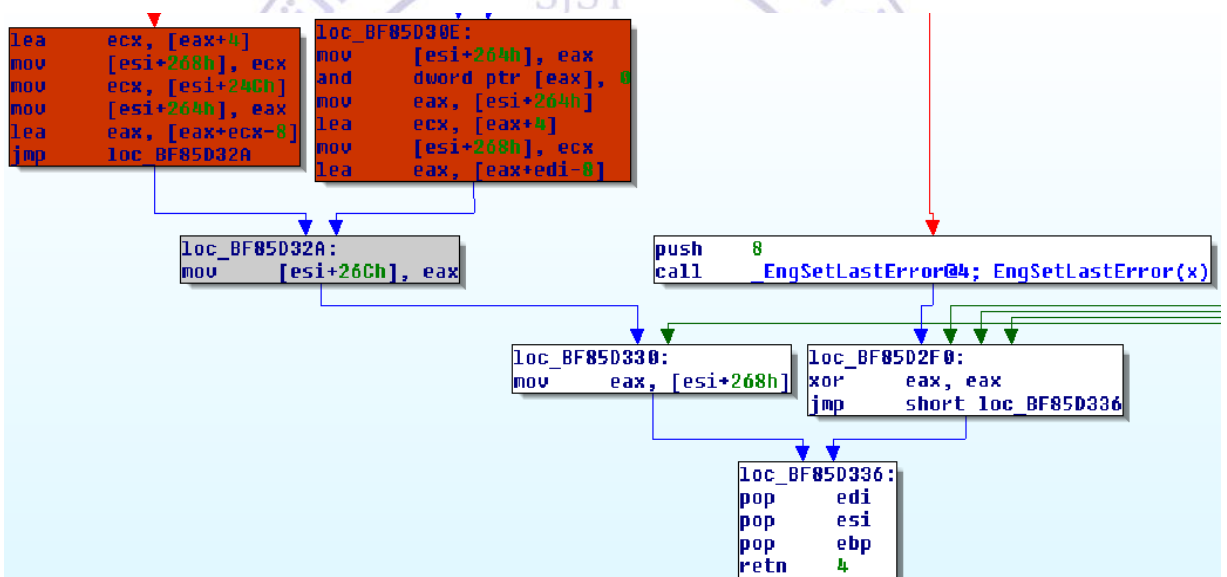 lea ecx, [eax+4]
mov [esi+268h], ecx
mov ecx, [esi+24Ch]
mov [esi+264h], eax
lea eax, [eax+ecx-8]
jmp loc_BF85D32A
loc_BF85D30E:
mov [esi+264h], eax
and dword ptr [eax], 0
mov eax, [esi+264h]
lea ecx, [eax+4]
mov [esi+268h], ecx
lea eax, [eax+edi-8]
loc_BF85D32A:
mov [esi+26Ch], eax
push 8
call _EngSetLastError@4; EngSetLastError(x)
loc_BF85D330:
mov eax, [esi+268h]
loc_BF85D2F0:
xor eax, eax
jmp short loc_BF85D336
loc_BF85D336:
pop edi
pop esi
pop ebp
retn 4